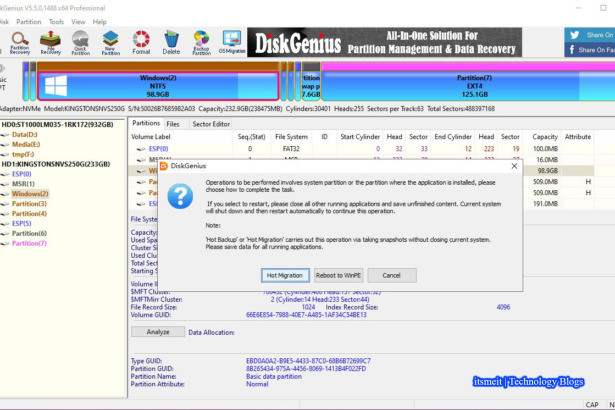 skGenius V5.5.0.1488 x64 Professional
Disk Partition Tools View Help
Partition Recovery
File Recovery
Quick Partition
New Partition
Format
Delete
Backup Partition
OS Migration
DiskGenius
All-In-One Solution For
Partition Management & Data Recovery
Share On
Share On Fac
sic
PT
Windows(2)
NTFS
98.9GB
tition
wap p
7.6GB
Partition(7)
EXT4
125.1GB
Adapter:NVMe Model:KINGSTONSNVS250G S/N:50026B7685982A03 Capacity:232.9GB(238475MB) Cylinders:30401 Heads:255 Sectors per Track:63 Total Sectors:488397168
HD0:ST1000LM035-1RK172(932GB)
Data(D:)
Media(E:)
tmp(F:)
HD1:KINGSTONSNVS250G(233GB)
ESP(0)
MSR(1)
Windows(2)
Partition(3)
Partition(4)
ESP(5)
Partition(6)
Partition(7)
Partitions Files Sector Editor
Volume Label Seq.(Stat) File System ID Start Cylinder Head Sector End Cylinder Head Sector Capacity Attribute
ESP(0) 0 FAT32 0 32 33 12 223 19 100.0MB
16.0MB
98.9GB
509.0MB H
509.0MB H
191.0MB
DiskGenius
Operations to be performed involves system partition or the partition where the application is installed, please
choose how to complete the task.
If you select to restart, please close all other running applications and save unfinished content. Current system
will shut down and then restart automatically to continue this operation.
Note:
'Hot Backup' or 'Hot Migration' carries out this operation via taking snapshots without closing current system.
Please save data for all running applications.
Hot Migration Reboot to WinPE Cancel
File Syste
Capacity:
Used Spa
Cluster Si
Used Clu
Total Sect
Starting S
Volume I
$MFT Cluster:
$MFTMirr Cluster: 2 (Cylinder:14 Head:233 Sector:44)
File Record Size: 1024 Index Record Size: 4096
Volume GUID: 66E6E854-7988-40E7-A485-1AF34C54BE13
Analyze Data Allocation:
Type GUID: EBD0A0A2-B9E5-4433-87C0-68B6B72699C7
Partition GUID: 8B265434-975A-4456-8069-1413B4F022FD
Partition Name: Basic data partition
Partition Attribute: Normal
itsmeit | Technology Blogs
CAP N